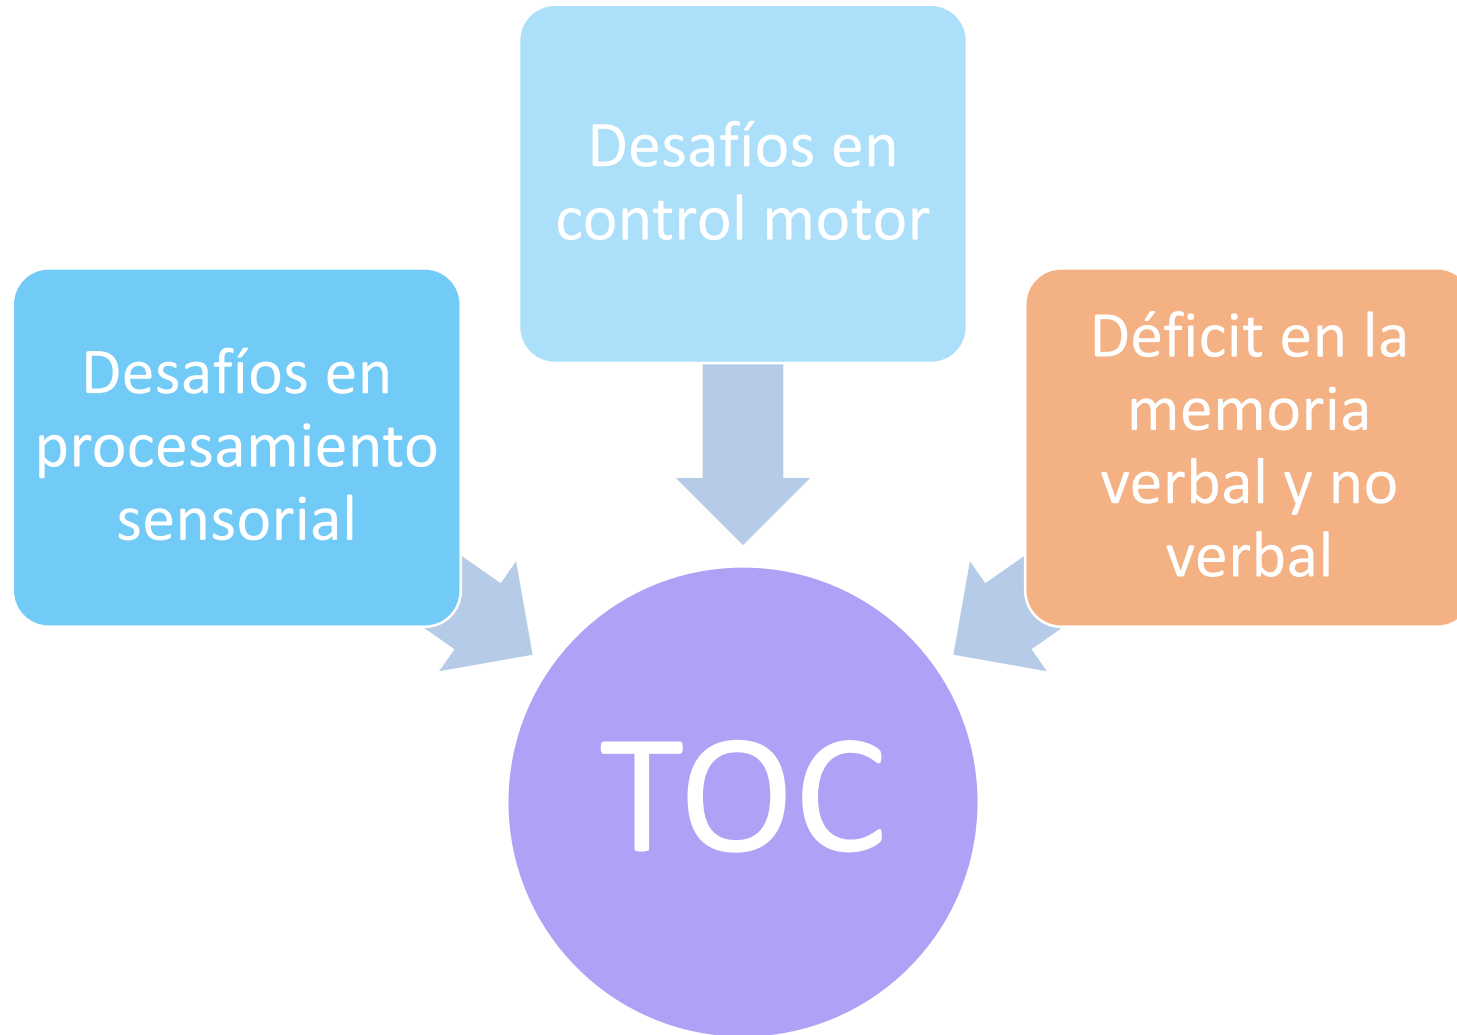 Desafíos en
procesamiento
sensorial
Desafíos en
control motor
Déficit en la
memoria
verbal y no
verbal
TOC